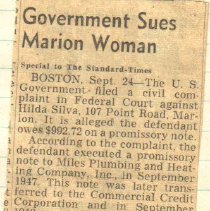 Government Sues
Marion Woman
Special to The Standard-Times
BOSTON, Sept. 24—The U. S.
Government filed a civil com-
plaint in Federal Court against
Hilda Silva, 107 Point Road, Mar-
ion. It is alleged the defendant
owes $992.72 on a promissory note.
According to the complaint, the
defendant executed a promissory
note to Miles Plumbing and Heat-
ing Company, Inc., in September
1947. This note was later trans-
ferred to the Commercial Credit
Corporation and in September